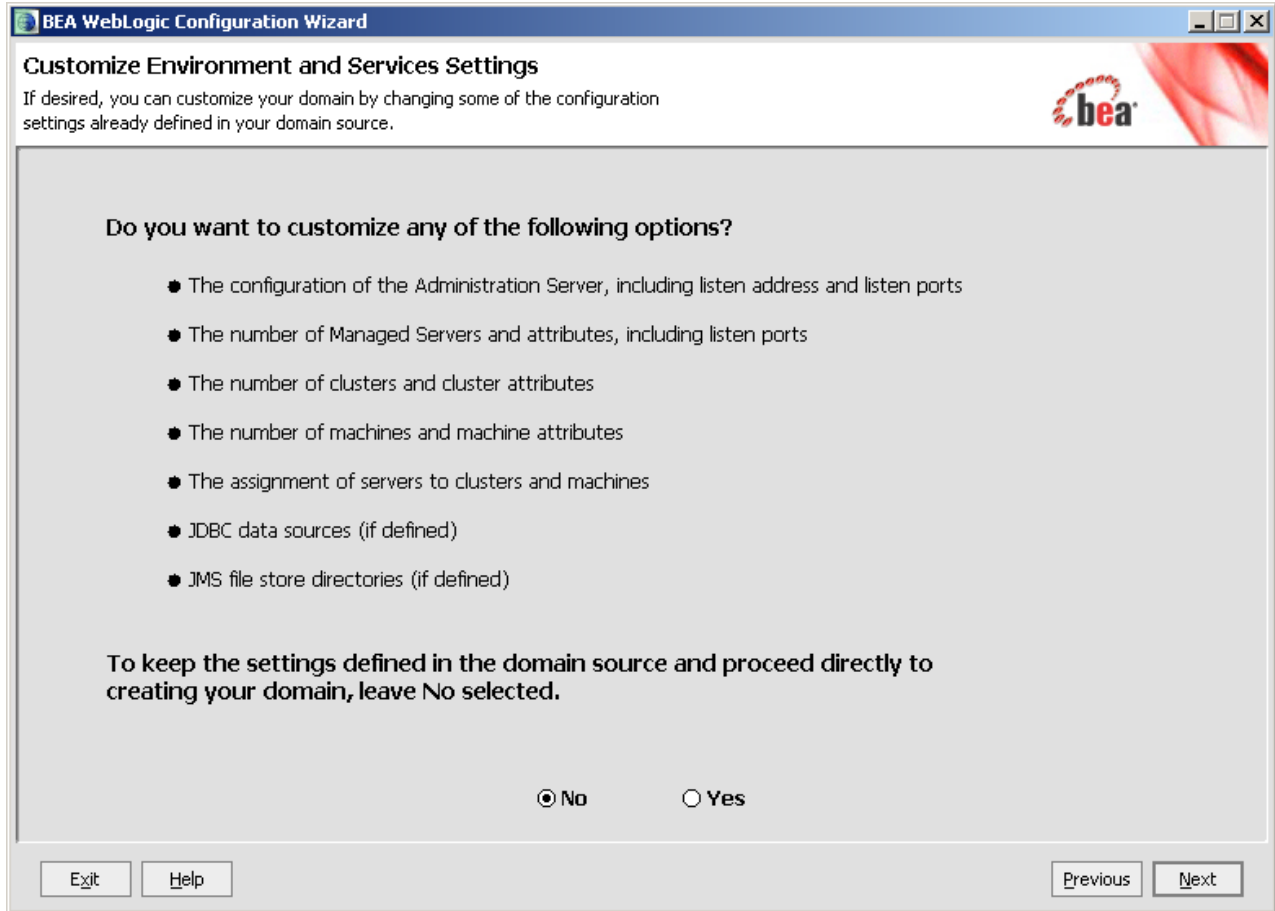 BEA WebLogic Configuration Wizard
Customize Environment and Services Settings
If desired, you can customize your domain by changing some of the configuration
settings already defined in your domain source.
bea
Do you want to customize any of the following options?
The configuration of the Administration Server, including listen address and listen ports
The number of Managed Servers and attributes, including listen ports
The number of clusters and cluster attributes
The number of machines and machine attributes
The assignment of servers to clusters and machines
JDBC data sources (if defined)
JMS file store directories (if defined)
To keep the settings defined in the domain source and proceed directly to
creating your domain, leave No selected.
No Yes
Exit Help Previous Next